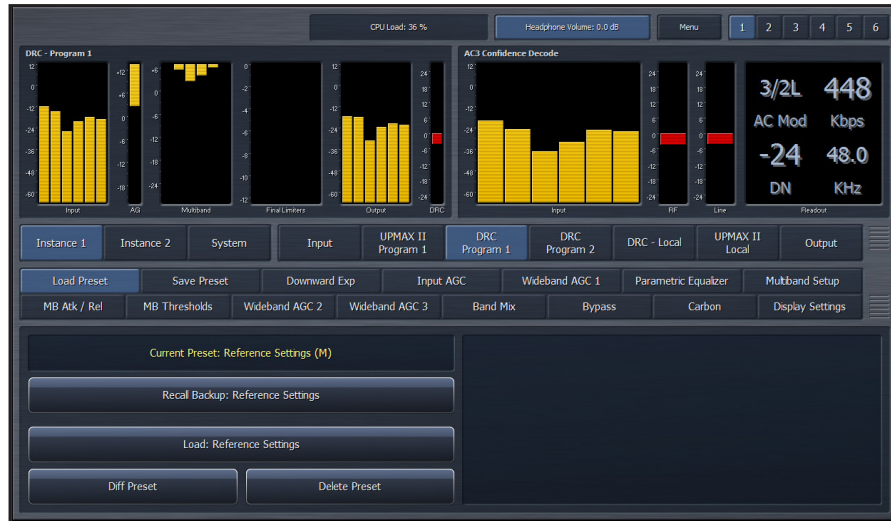 CPU Load: 36 %
Headphone Volume: 0.0 dB
Menu
1 2 3 4 5 6
DRC - Program 1
12
0
-12
-24
-36
-48
-60
Input
+12
+6
0
-6
-12
-18
AG
+6
0
-6
-12
-18
-24
Multiband
0
-2
-4
-6
-8
-10
-12
Final Limiters
12
0
-12
-24
-36
-48
-60
Output
24
18
12
6
0
-6
-12
-18
-24
DRC
AC3 Confidence Decode
12
0
-12
-24
-36
-48
-60
Input
24
18
12
6
0
-6
-12
-18
-24
RF
24
18
12
6
0
-6
-12
-18
-24
Line
3/2L 448
AC Mod Kbps
-24 48.0
DN KHz
Readout
Instance 1
Instance 2
System
Input
UPMAX II
Program 1
DRC
Program 1
DRC
Program 2
DRC - Local
UPMAX II
Local
Output
Load Preset
Save Preset
Downward Exp
Input AGC
Wideband AGC 1
Parametric Equalizer
Multiband Setup
MB Atk / Rel
MB Thresholds
Wideband AGC 2
Wideband AGC 3
Band Mix
Bypass
Carbon
Display Settings
Current Preset: Reference Settings (M)
Recall Backup: Reference Settings
Load: Reference Settings
Diff Preset
Delete Preset